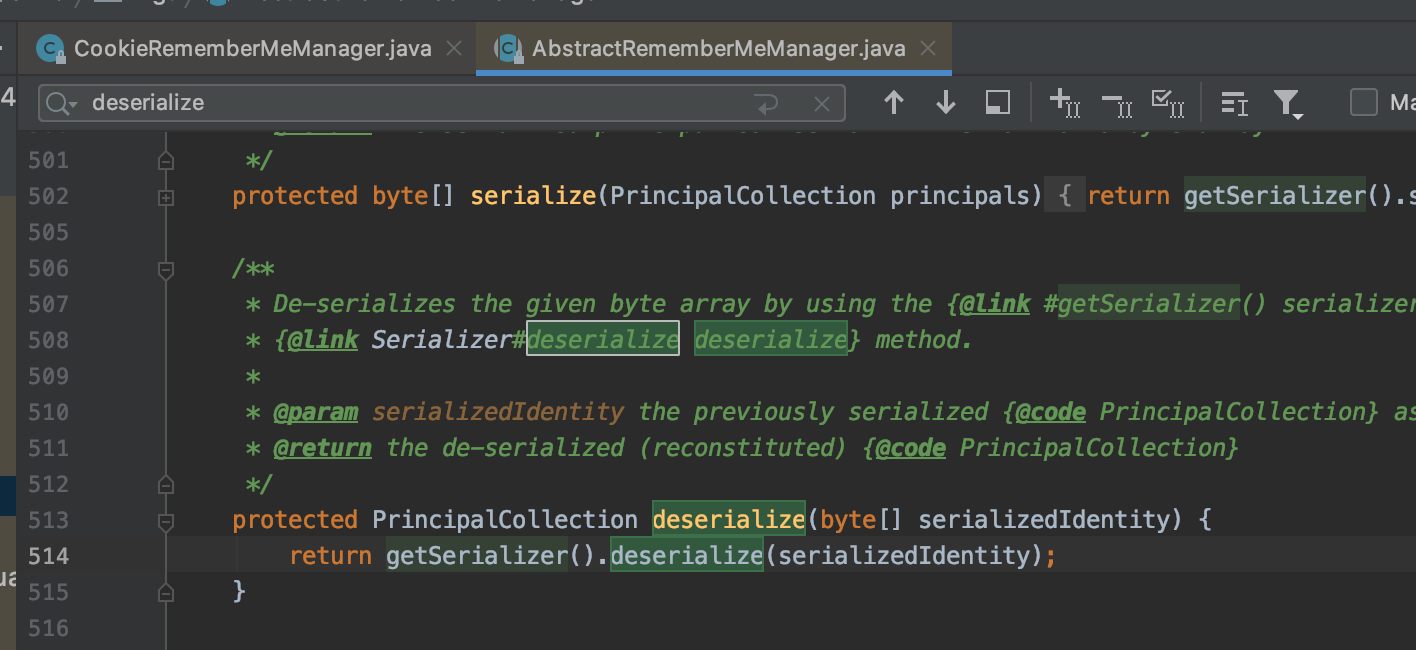 CookieRememberMeManager.java AbstractRememberMeManager.java
4 deserialize Ma
501 */
502 protected byte[] serialize(PrincipalCollection principals) { return getSerializer().s
505
506 /**
507 * De-serializes the given byte array by using the {@link #getSerializer() serializer
508 * {@link Serializer#deserialize deserialize} method.
509 *
510 * @param serializedIdentity the previously serialized {@code PrincipalCollection} as
511 * @return the de-serialized (reconstituted) {@code PrincipalCollection}
512 */
513 protected PrincipalCollection deserialize(byte[] serializedIdentity) {
514 return getSerializer().deserialize(serializedIdentity);
515 }
516